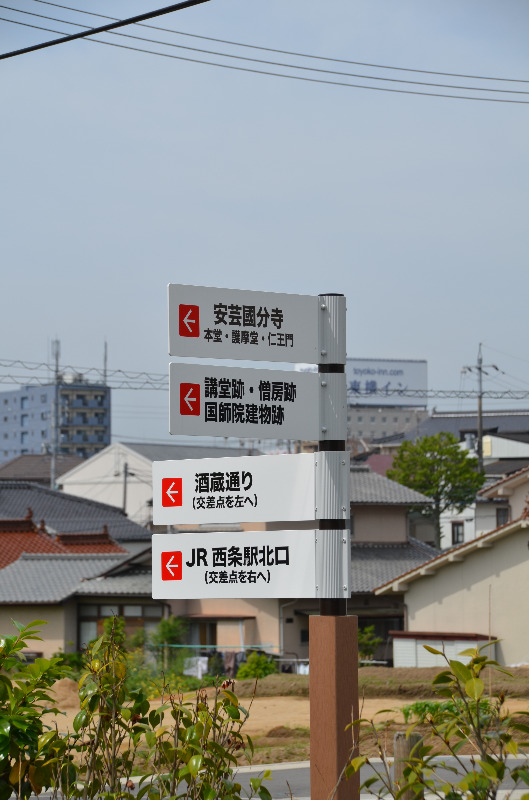 安芸國分寺
本堂・護摩堂・仁王門
講堂跡・僧房跡
国師院建物跡
酒蔵通り
(交差点を左へ)
JR 西条駅北口
(交差点を右へ)
toyoko-inn.com
東横イン